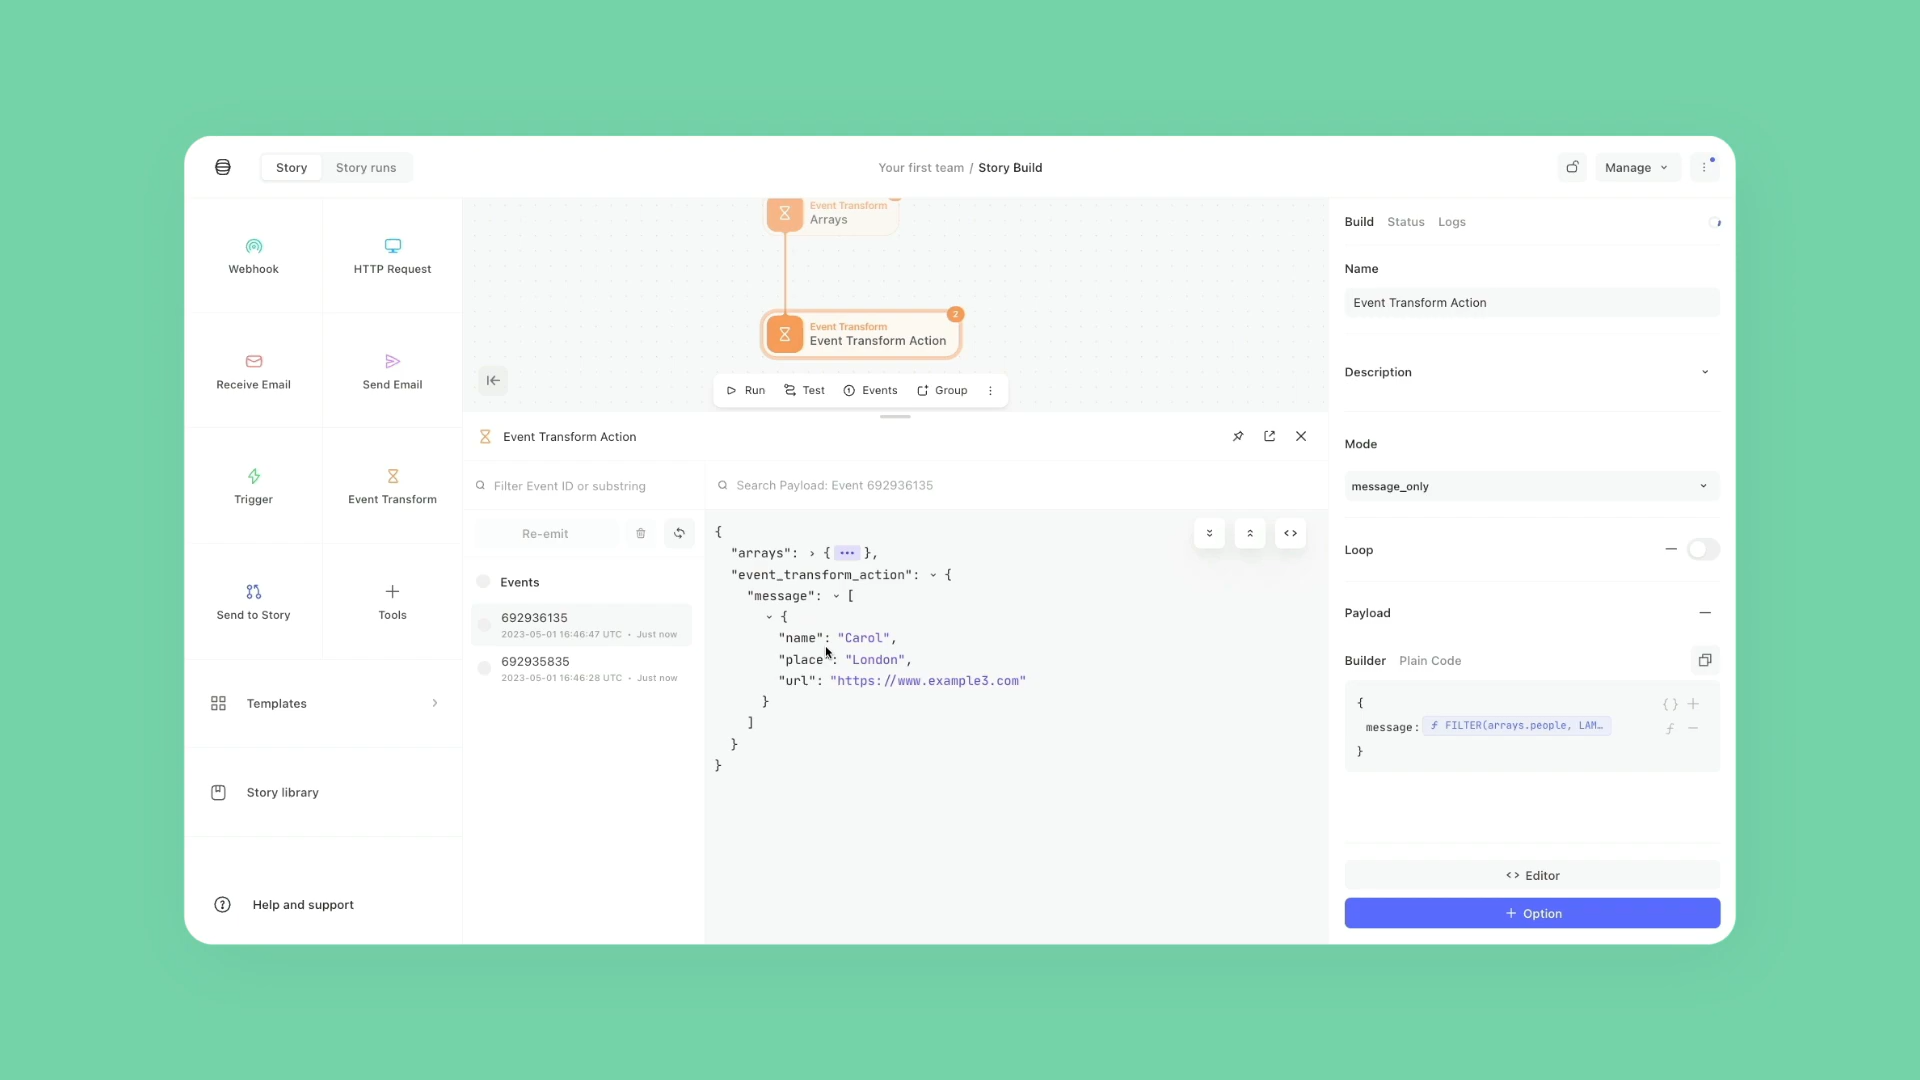 Story
Story runs
Your first team / Story Build
Manage
Webhook
HTTP Request
Receive Email
Send Email
Trigger
Event Transform
Send to Story
Tools
Templates
Story library
Help and support
Event Transform
Arrays
2
Event Transform
Event Transform Action
Run
Test
Events
Group
Event Transform Action
Filter Event ID or substring
Search Payload: Event 692936135
Re-emit
Events
692936135
2023-05-01 16:46:47 UTC • Just now
692935835
2023-05-01 16:46:28 UTC • Just now
{
"arrays": › { ••• },
"event_transform_action": {
"message": [
{
"name": "Carol",
"place": "London",
"url": "https://www.example3.com"
}
]
}
}
Build
Status
Logs
Name
Event Transform Action
Description
Mode
message_only
Loop
Payload
Builder
Plain Code
{
message: ƒ FILTER(arrays.people, LAM…
}
<> Editor
+ Option